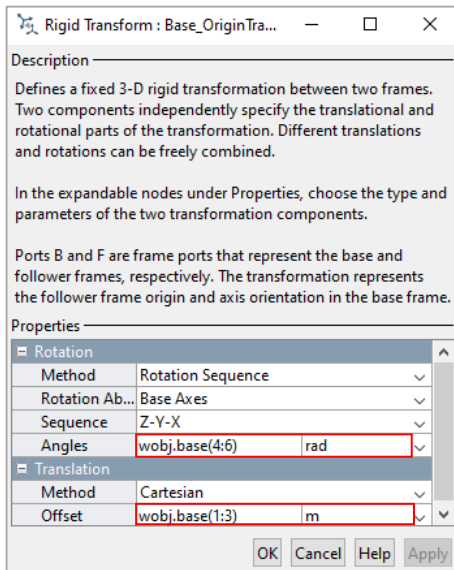 Rigid Transform : Base_OriginTra...
Description
Defines a fixed 3-D rigid transformation between two frames.
Two components independently specify the translational and
rotational parts of the transformation. Different translations
and rotations can be freely combined.
In the expandable nodes under Properties, choose the type and
parameters of the two transformation components.
Ports B and F are frame ports that represent the base and
follower frames, respectively. The transformation represents
the follower frame origin and axis orientation in the base frame.
Properties
Rotation
Method Rotation Sequence
Rotation Ab... Base Axes
Sequence Z-Y-X
Angles wobj.base(4:6) rad
Translation
Method Cartesian
Offset wobj.base(1:3) m
OK Cancel Help Apply